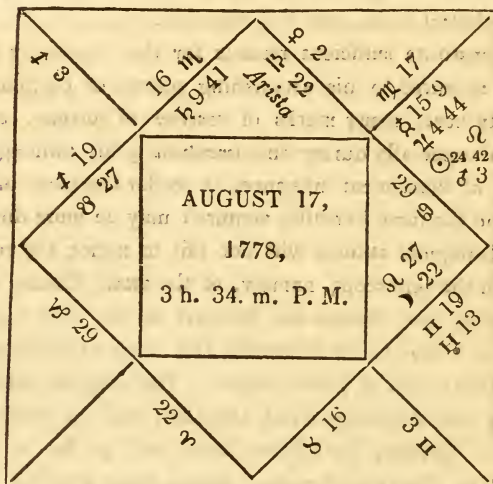 ♐ 3
16 ♏
♄ 9 41
♎ 22
♀ 2
Arista
♍ 17
☿ 15 9
♃ 4 44
♌
☉ 24 42
3
♐ 19
☋ 27
29 ♋
AUGUST 17,
1778,
3 h. 34. m. P. M.
☊ 27
☽ 22
♊ 19
♅ 13
♑ 29
22 ♈
♉ 16
3 ♊